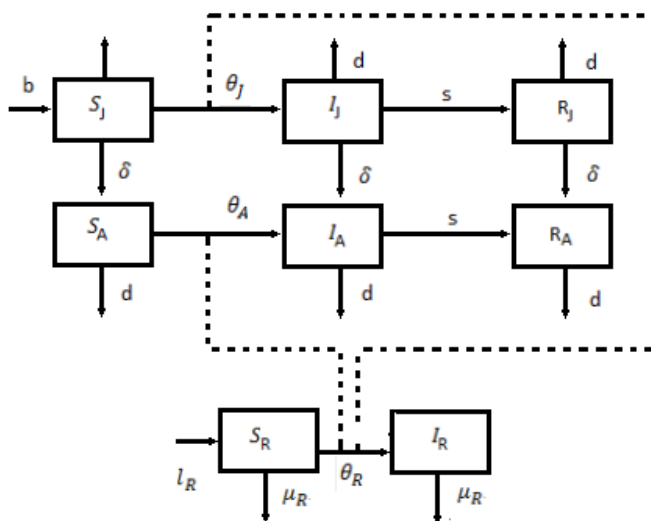 d d
b S_J θ_J I_J s R_J
δ δ δ
S_A θ_A I_A s R_A
d d d
S_R I_R
l_R μ_R θ_R μ_R